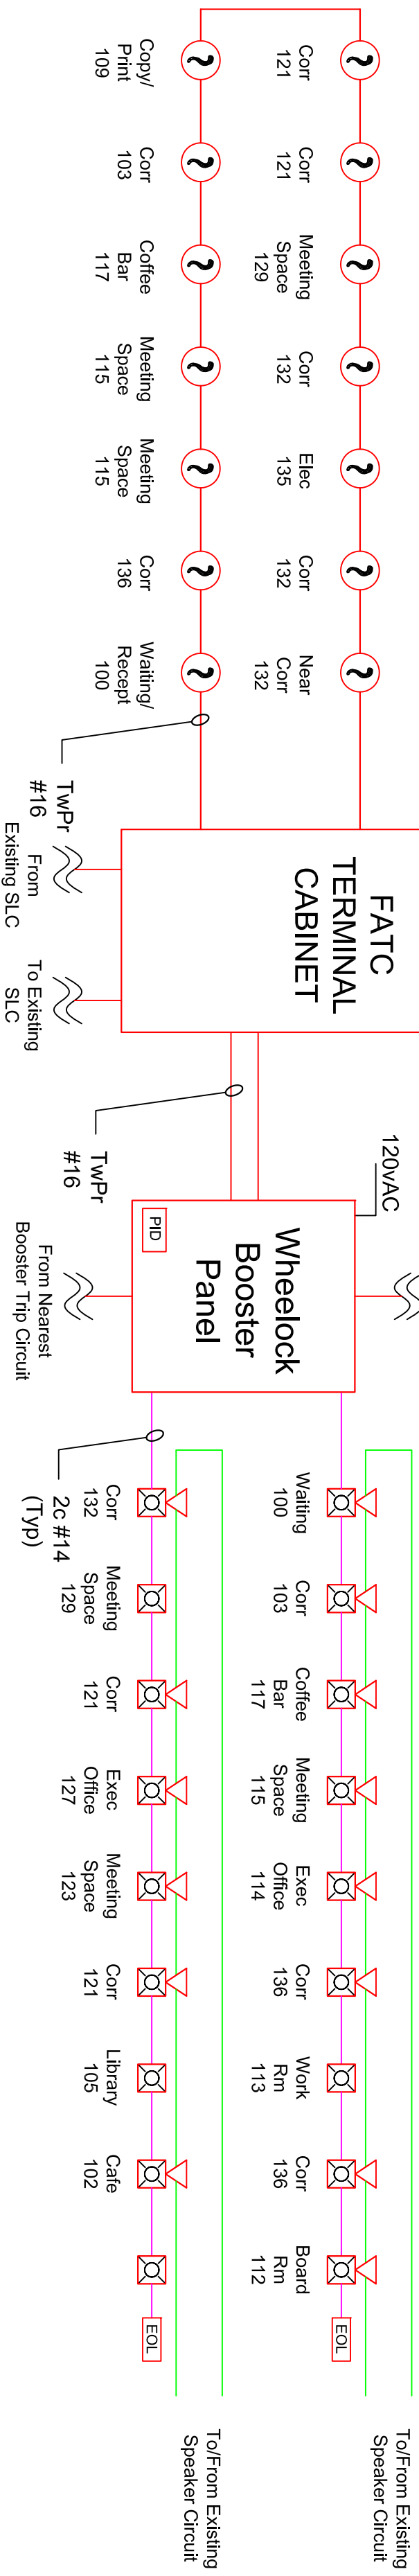 Corr
121
Corr
121
Meeting
Space
129
Corr
132
Elec
135
Corr
132
Near
Corr
132
Copy/
Print
109
Corr
103
Coffee
Bar
117
Meeting
Space
115
Meeting
Space
115
Corr
136
Waiting/
Recept
100
TwPr
#16
FATC
TERMINAL
CABINET
From
Existing SLC
To Existing
SLC
TwPr
#16
120vAC
Wheelock
Booster
Panel
PID
From Nearest
Booster Trip Circuit
2c #14
(Typ)
Waiting
100
Corr
103
Coffee
Bar
117
Meeting
Space
115
Exec
Office
114
Corr
136
Work
Rm
113
Corr
136
Board
Rm
112
EOL
To/From Existing
Speaker Circuit
Corr
132
Meeting
Space
129
Corr
121
Exec
Office
127
Meeting
Space
123
Corr
121
Library
105
Cafe
102
EOL
To/From Existing
Speaker Circuit